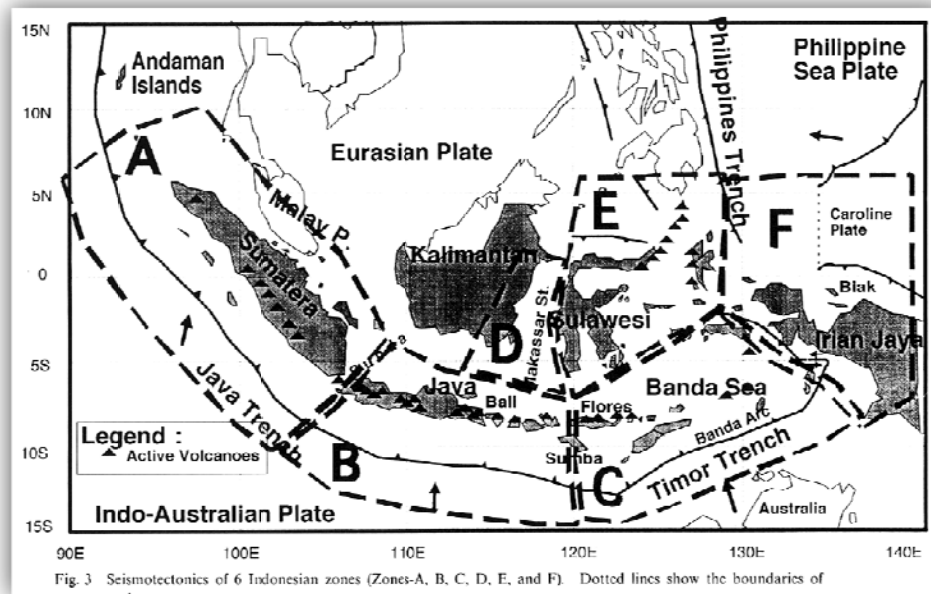 15N
10N
5N
0
5S
10S
15S
90E
100E
110E
120E
130E
140E
Andaman
Islands
A
Eurasian Plate
Malay P.
Sumatera
Kalimantan
Java Trench
Legend :
Active Volcanoes
B
Indo-Australian Plate
Java
Ball
D
Makassar St.
E
Sulawesi
Philippines Trench
Philippine
Sea Plate
F
Caroline
Plate
Blak
Irian Jaya
Banda Sea
Flores
Sumba
C
Banda Arc
Timor Trench
Australia
Fig. 3 Seismotectonics of 6 Indonesian zones (Zones-A, B, C, D, E, and F). Dotted lines show the boundaries of